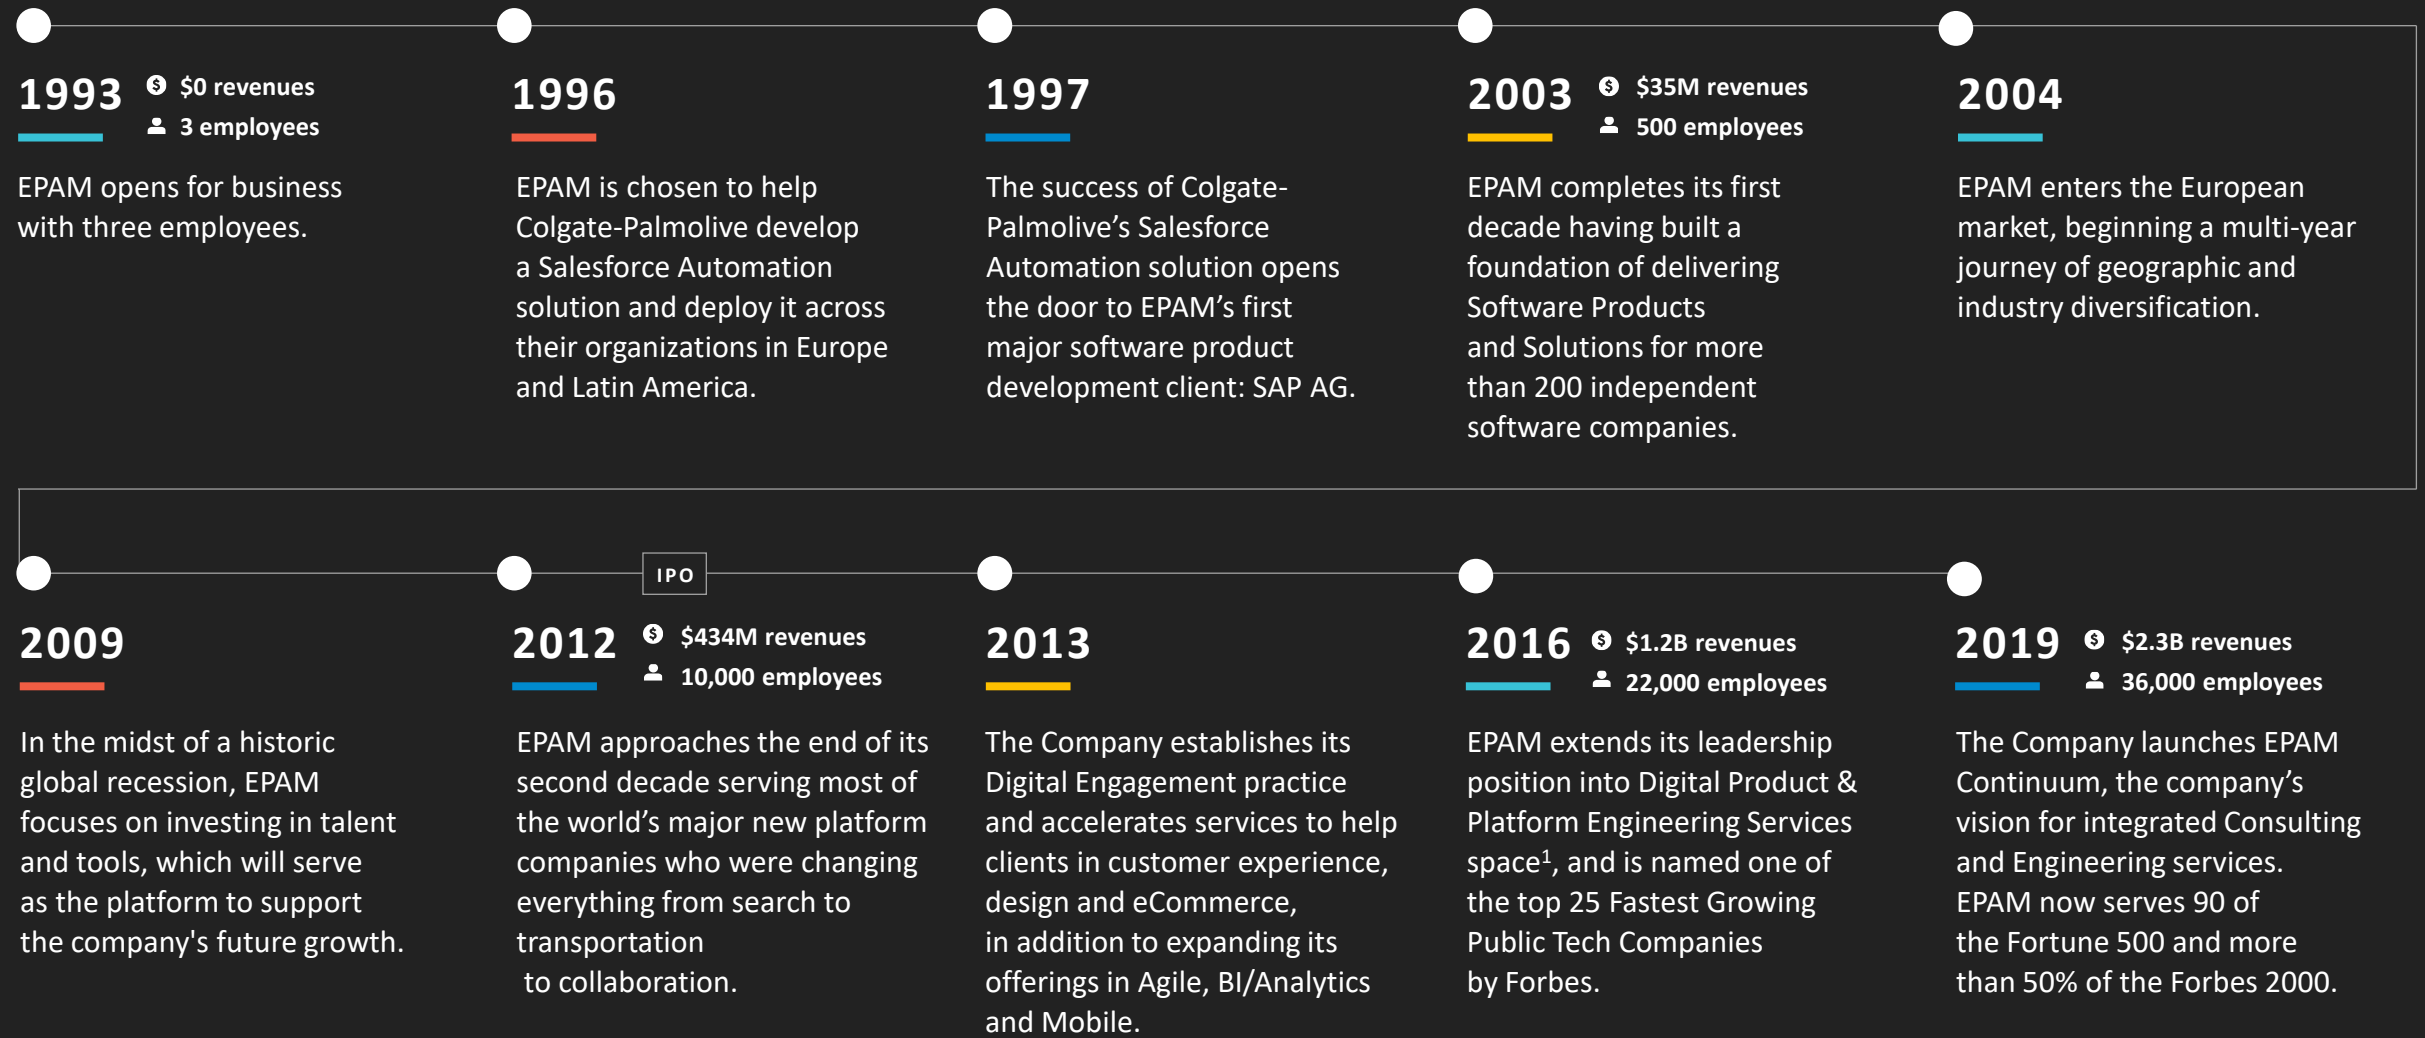 1993
$0 revenues
3 employees
EPAM opens for business
with three employees.
1996
EPAM is chosen to help
Colgate-Palmolive develop
a Salesforce Automation
solution and deploy it across
their organizations in Europe
and Latin America.
1997
The success of Colgate-
Palmolive’s Salesforce
Automation solution opens
the door to EPAM’s first
major software product
development client: SAP AG.
2003
$35M revenues
500 employees
EPAM completes its first
decade having built a
foundation of delivering
Software Products
and Solutions for more
than 200 independent
software companies.
2004
EPAM enters the European
market, beginning a multi-year
journey of geographic and
industry diversification.
2009
In the midst of a historic
global recession, EPAM
focuses on investing in talent
and tools, which will serve
as the platform to support
the company's future growth.
IPO
2012
$434M revenues
10,000 employees
EPAM approaches the end of its
second decade serving most of
the world’s major new platform
companies who were changing
everything from search to
transportation
to collaboration.
2013
The Company establishes its
Digital Engagement practice
and accelerates services to help
clients in customer experience,
design and eCommerce,
in addition to expanding its
offerings in Agile, BI/Analytics
and Mobile.
2016
$1.2B revenues
22,000 employees
EPAM extends its leadership
position into Digital Product &
Platform Engineering Services
space¹, and is named one of
the top 25 Fastest Growing
Public Tech Companies
by Forbes.
2019
$2.3B revenues
36,000 employees
The Company launches EPAM
Continuum, the company’s
vision for integrated Consulting
and Engineering services.
EPAM now serves 90 of
the Fortune 500 and more
than 50% of the Forbes 2000.